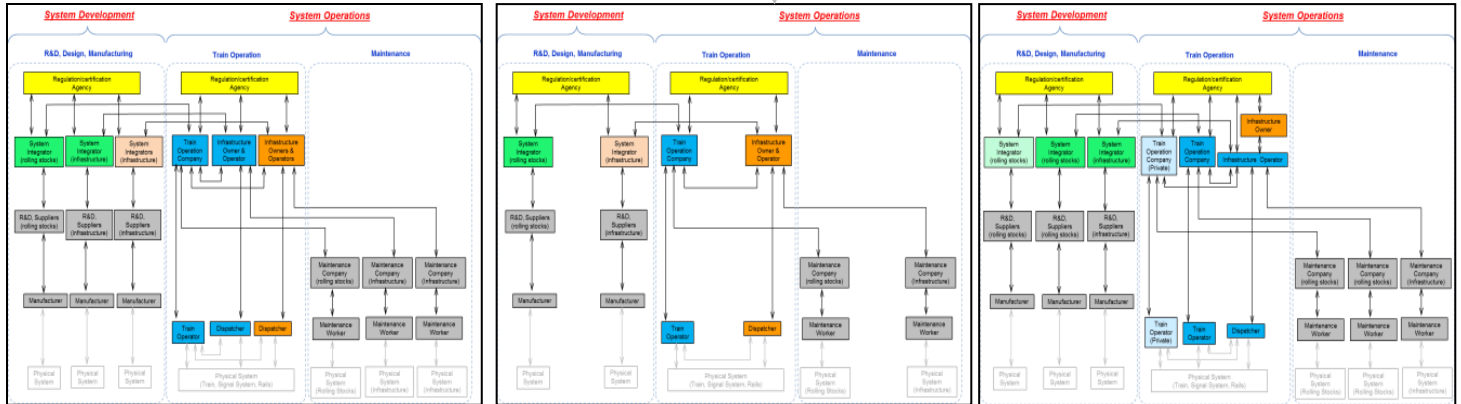 System Development
System Operations
R&D, Design, Manufacturing
Train Operation
Maintenance
Regulation/certification
Agency
Regulation/certification
Agency
System
Integrator
(rolling stocks)
System
Integrator
(infrastructure)
System
Integrators
(infrastructure)
Train
Operation
Company
Infrastructure
Owner &
Operator
Infrastructure
Owners &
Operators
R&D, Suppliers
(rolling stocks)
R&D,
Suppliers
(infrastructure)
R&D,
Suppliers
(infrastructure)
Maintenance
Company
(rolling stocks)
Maintenance
Company
(Infrastructure)
Maintenance
Company
(Infrastructure)
Manufacturer
Manufacturer
Manufacturer
Train
Operator
Dispatcher
Dispatcher
Maintenance
Worker
Maintenance
Worker
Maintenance
Worker
Physical
System
Physical
System
Physical
System
Physical System
(Train, Signal System, Rails)
Physical
System
(Rolling Stocks)
Physical
System
(Infrastructure)
Physical
System
(Infrastructure)
System Development
System Operations
R&D, Design, Manufacturing
Train Operation
Maintenance
Regulation/certification
Agency
Regulation/certification
Agency
System
Integrator
(rolling stocks)
System
Integrator
(infrastructure)
Train
Operation
Company
Infrastructure
Owner &
Operator
R&D, Suppliers
(rolling stocks)
R&D,
Suppliers
(infrastructure)
Maintenance
Company
(rolling stocks)
Maintenance
Company
(Infrastructure)
Manufacturer
Manufacturer
Train
Operator
Dispatcher
Maintenance
Worker
Maintenance
Worker
Physical
System
Physical
System
Physical System
(Train, Signal System, Rails)
Physical
System
(Rolling Stocks)
Physical
System
(Infrastructure)
System Development
System Operations
R&D, Design, Manufacturing
Train Operation
Maintenance
Regulation/certification
Agency
Regulation/certification
Agency
Infrastructure
Owner
System
Integrator
(rolling stocks)
System
Integrator
(rolling stocks)
System
Integrator
(infrastructure)
Train
Operation
Company
(Private)
Train
Operation
Company
Infrastructure Operator
R&D, Suppliers
(rolling stocks)
R&D,
Suppliers
(rolling stocks)
R&D,
Suppliers
(infrastructure)
Maintenance
Company
(rolling stocks)
Maintenance
Company
(rolling stocks)
Maintenance
Company
(Infrastructure)
Manufacturer
Manufacturer
Manufacturer
Train
Operator
(Private)
Train
Operator
Dispatcher
Maintenance
Worker
Maintenance
Worker
Maintenance
Worker
Physical
System
Physical
System
Physical
System
Physical System
(Train, Signal System, Rails)
Physical
System
(Rolling Stocks)
Physical
System
(Rolling Stocks)
Physical
System
(Infrastructure)